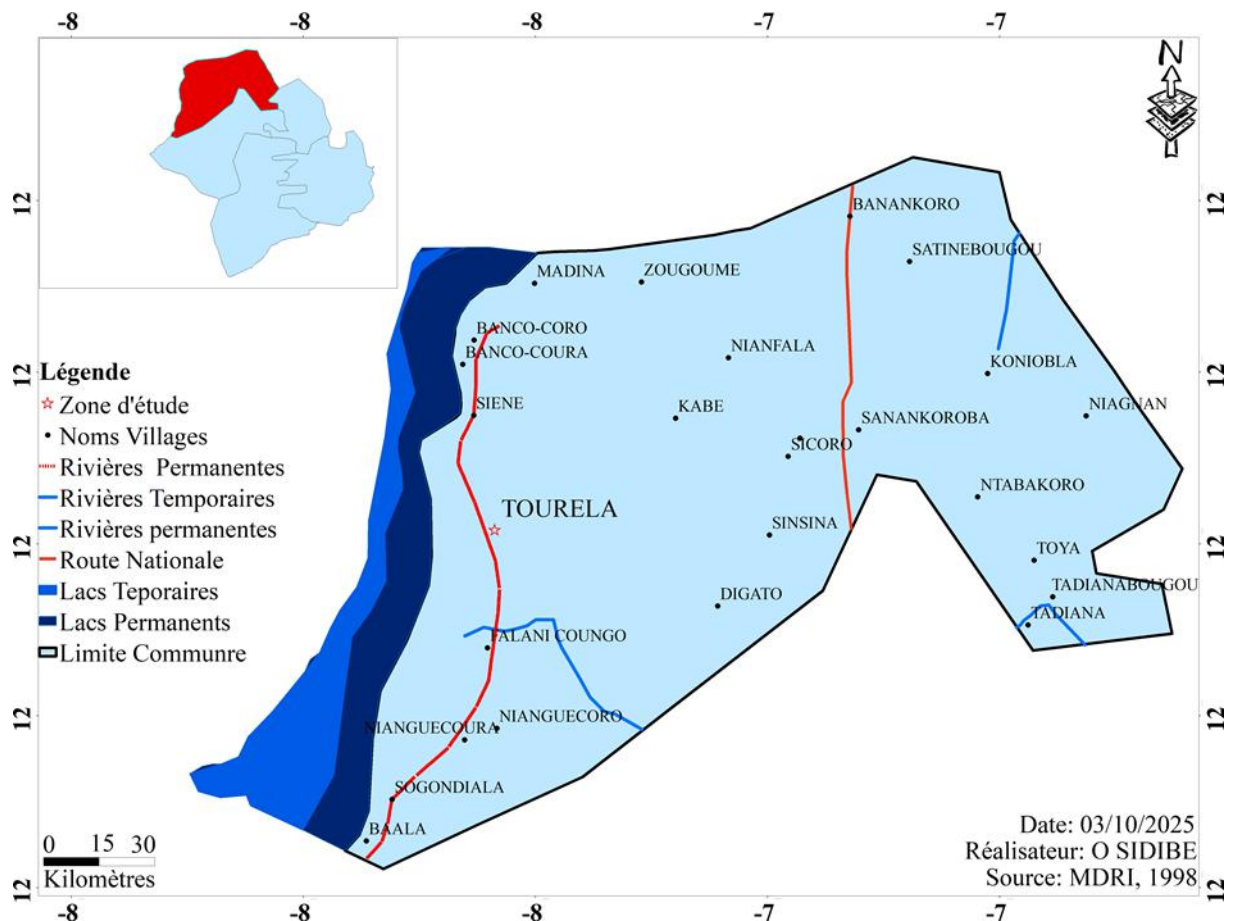 -8
-8
-7
-7
N
12
12
BANANKORO
SATINEBOUGOU
MADINA
ZOUGOUME
BANCO-CORO
BANCO-COURA
NIANFALA
KONIOBLA
12
12
Légende
Zone d'étude
Noms Villages
Rivières  Permanentes
Rivières Temporaires
Rivières permanentes
Route Nationale
Lacs Teporaires
Lacs Permanents
Limite Communre
SIENE
KABE
SANANKOROBA
NIAGNAN
SICORO
NTABAKORO
TOURELA
SINSINA
12
12
TOYA
TADIANABOUGOU
DIGATO
TADIANA
FALANI COUNGO
NIANGUECOURA
NIANGUECORO
12
12
SOGONDIALA
BAALA
0 15 30
Kilomètres
Date: 03/10/2025
Réalisateur: O SIDIBE
Source: MDRI, 1998
12
12
-8
-8
-8
-7
-7